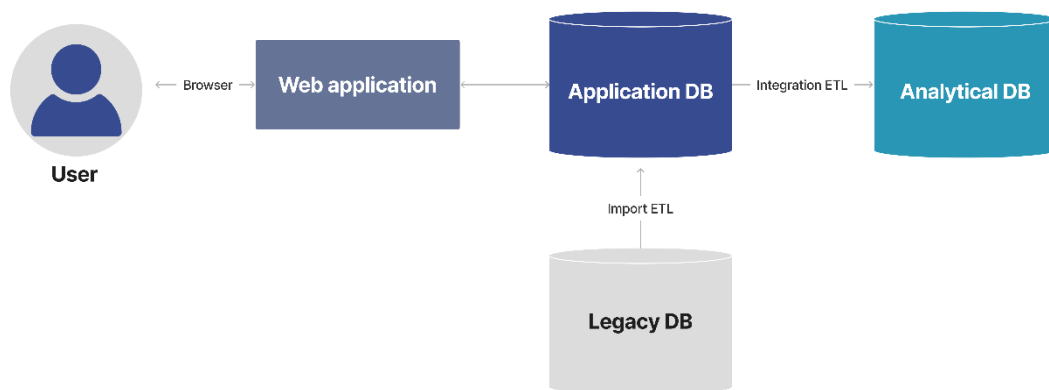 Browser
Web application
Application DB
Integration ETL
Analytical DB
User
Import ETL
Legacy DB